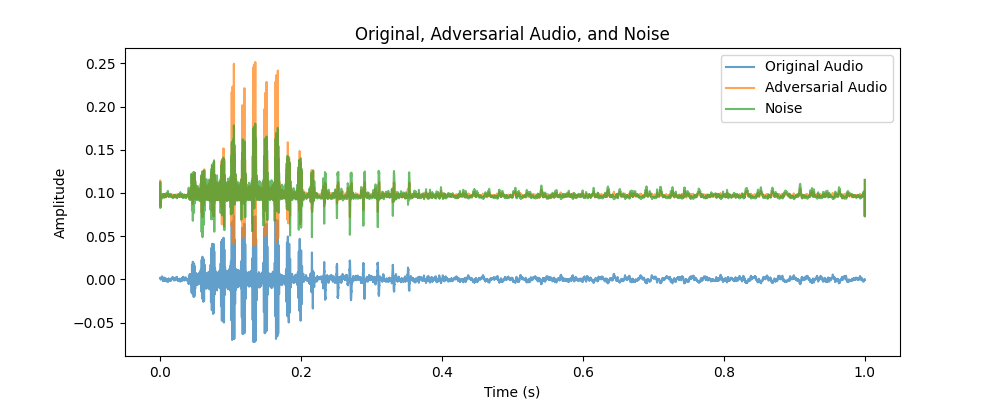 Original, Adversarial Audio, and Noise
Original Audio
Adversarial Audio
Noise
Amplitude
0.25
0.20
0.15
0.10
0.05
0.00
−0.05
0.0 0.2 0.4 0.6 0.8 1.0
Time (s)